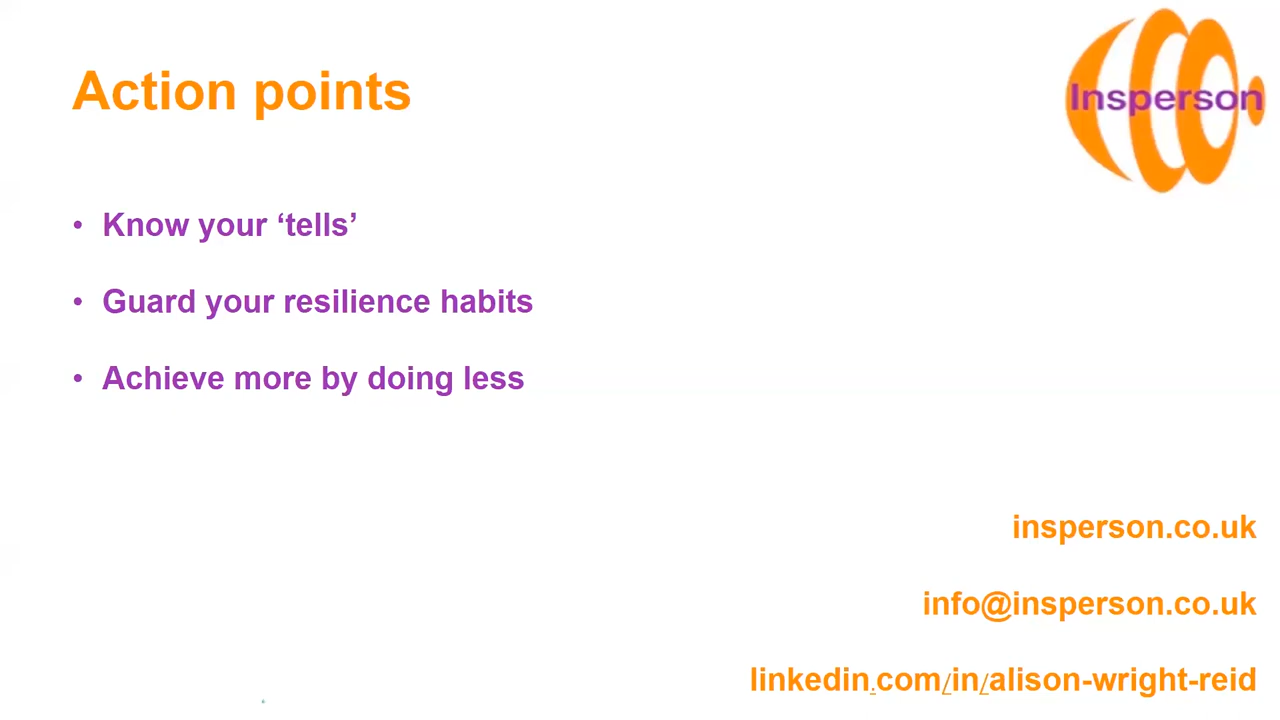 Action points
Insperson
• Know your ‘tells’
• Guard your resilience habits
• Achieve more by doing less
insperson.co.uk
info@insperson.co.uk
linkedin.com/in/alison-wright-reid